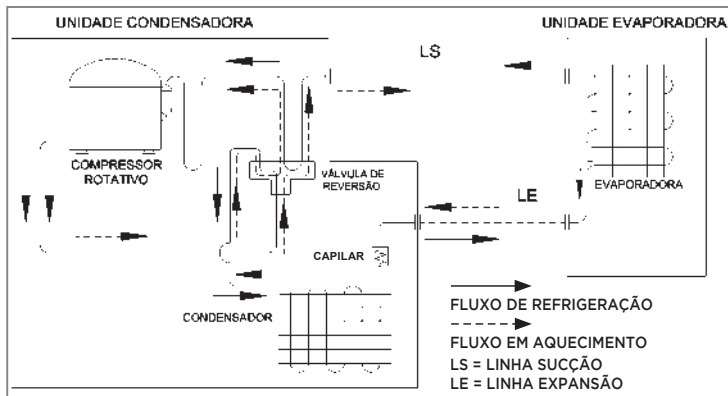 UNIDADE CONDENSADORA
UNIDADE EVAPORADORA
LS
COMPRESSOR
ROTATIVO
VÁLVULA DE
REVERSÃO
EVAPORADORA
LE
CAPILAR
CONDENSADOR
FLUXO DE REFRIGERAÇÃO
FLUXO EM AQUECIMENTO
LS = LINHA SUCÇÃO
LE = LINHA EXPANSÃO